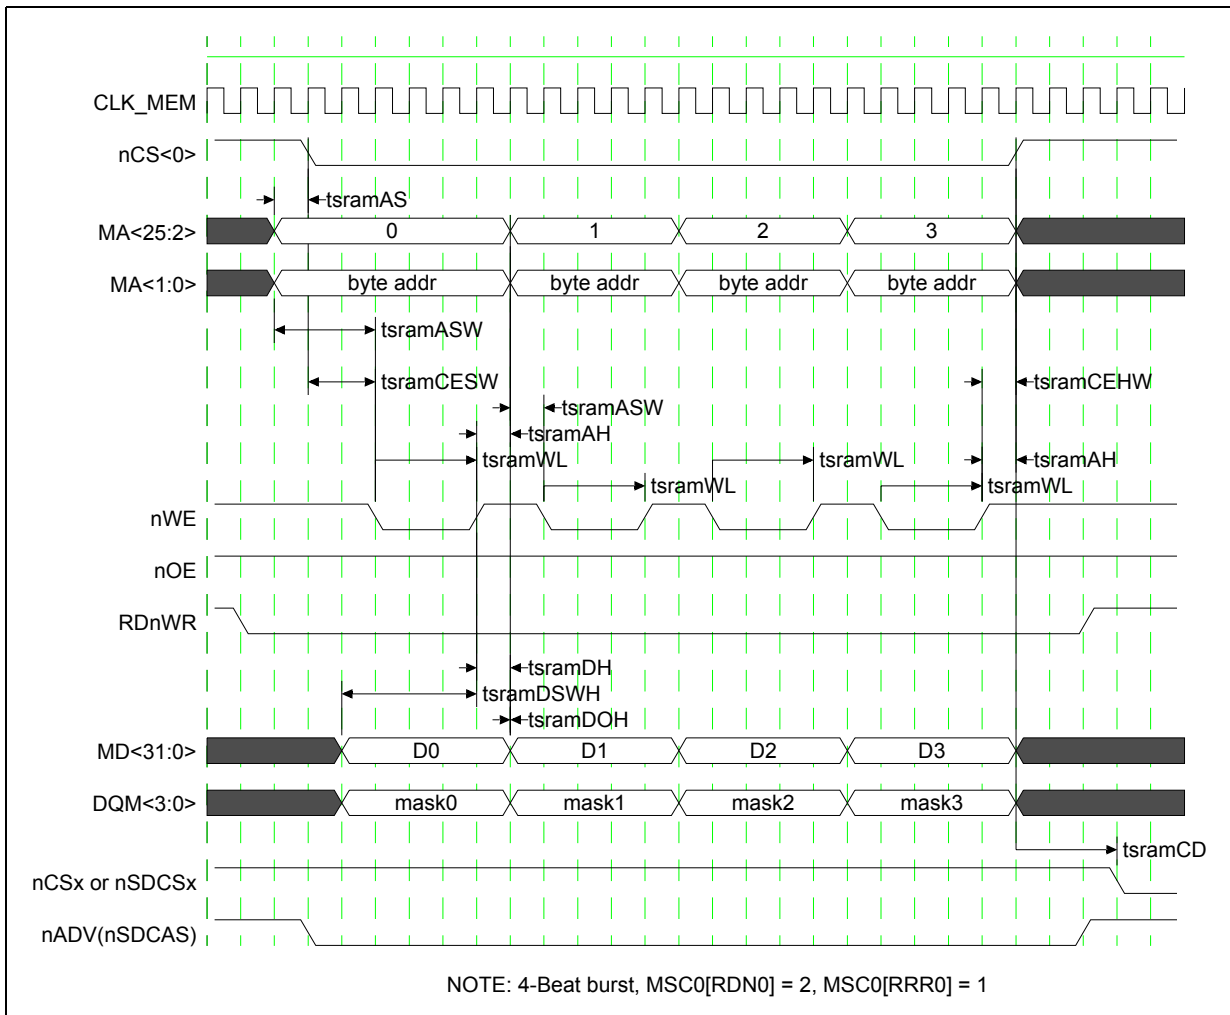 CLK_MEM
nCS<0>
tsramAS
MA<25:2>
0
1
2
3
MA<1:0>
byte addr
byte addr
byte addr
byte addr
tsramASW
tsramCESW
tsramCEHW
tsramASW
tsramAH
tsramWL
tsramWL
tsramAH
tsramWL
tsramWL
nWE
nOE
RDnWR
tsramDH
tsramDSWH
tsramDOH
MD<31:0>
D0
D1
D2
D3
DQM<3:0>
mask0
mask1
mask2
mask3
tsramCD
nCSx or nSDCSx
nADV(nSDCAS)
NOTE: 4-Beat burst, MSC0[RDN0] = 2, MSC0[RRR0] = 1